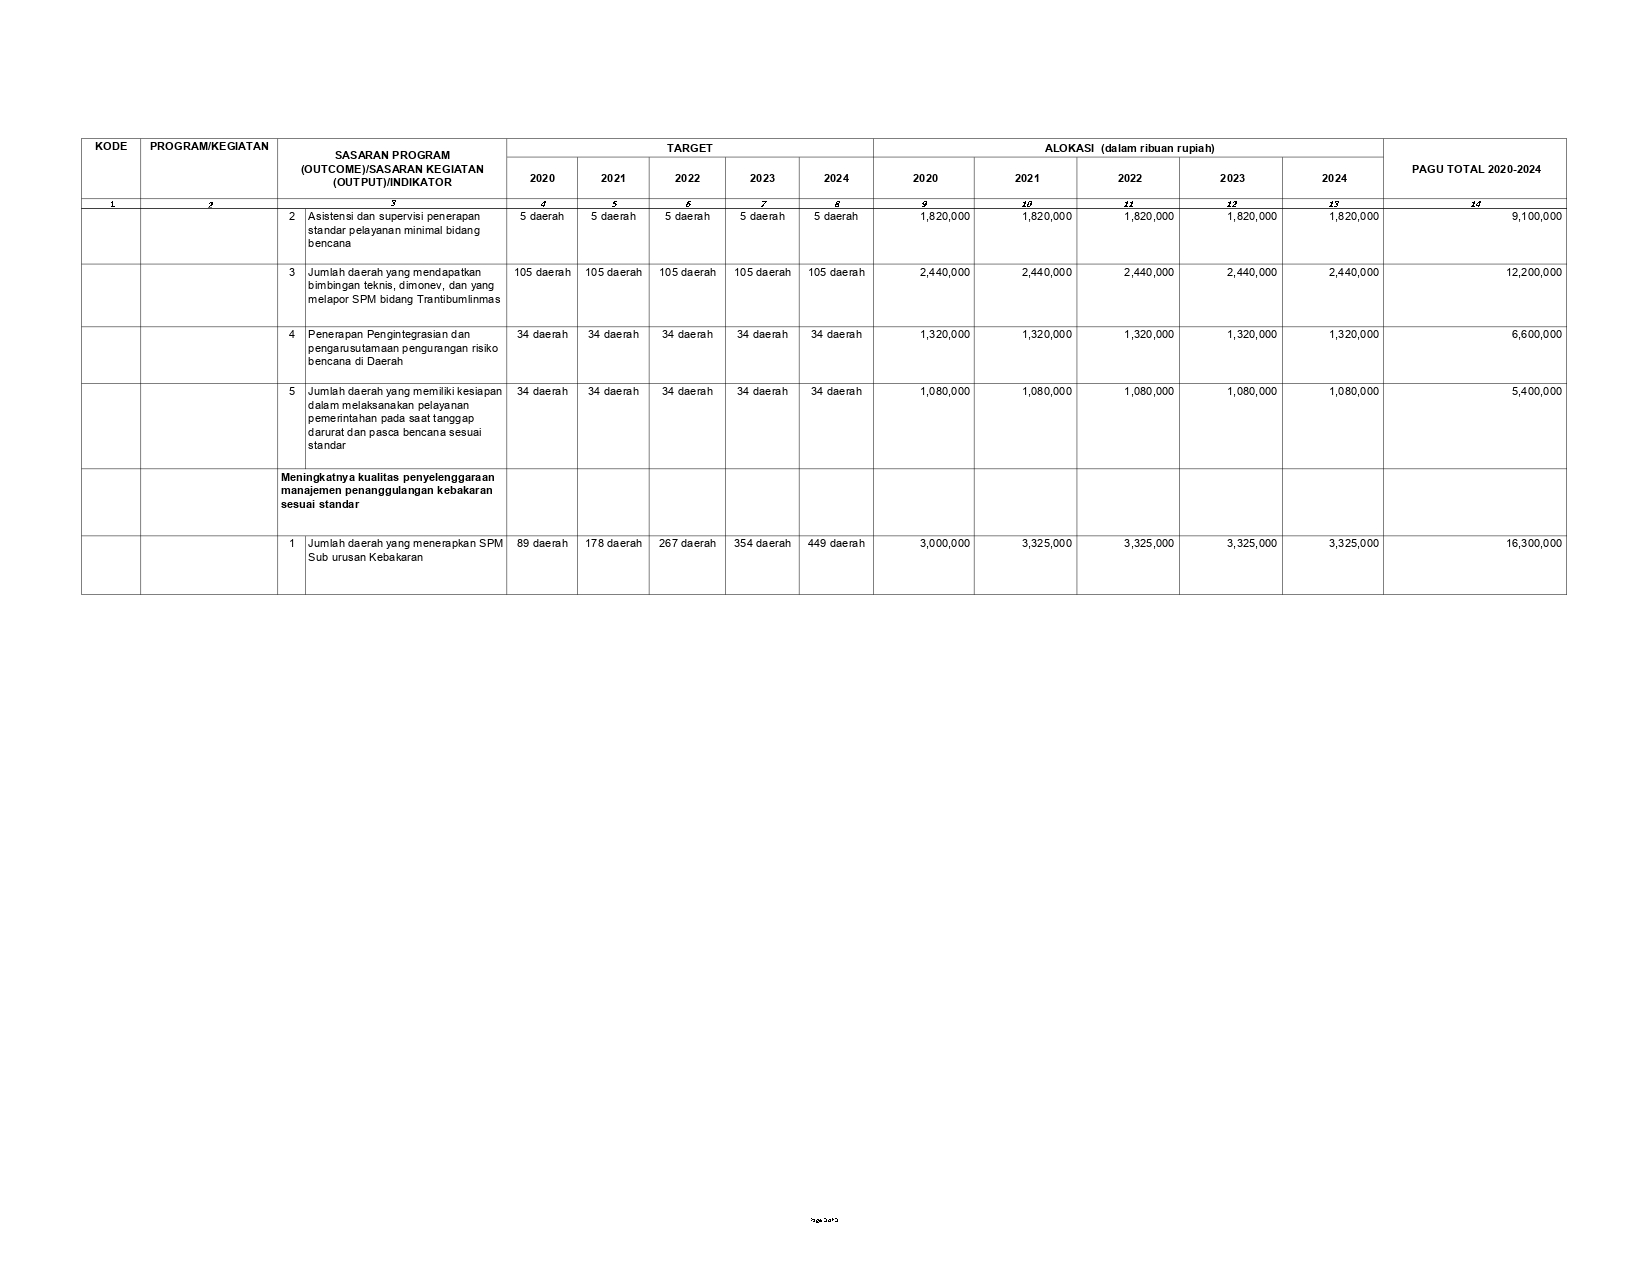 KODE PROGRAM/KEGIATAN SASARAN PROGRAM (OUTCOME)/SASARAN KEGIATAN (OUTPUT)/INDIKATOR TARGET ALOKASI (dalam ribuan rupiah) PAGU TOTAL 2020-2024
2020 2021 2022 2023 2024 2020 2021 2022 2023 2024
1 2 3 4 5 6 7 8 9 10 11 12 13 14
2 Asistensi dan supervisi penerapan 5 daerah 5 daerah 5 daerah 5 daerah 5 daerah 1,820,000 1,820,000 1,820,000 1,820,000 1,820,000 9,100,000
standar pelayanan minimal bidang
bencana
3 Jumlah daerah yang mendapatkan 105 daerah 105 daerah 105 daerah 105 daerah 105 daerah 2,440,000 2,440,000 2,440,000 2,440,000 2,440,000 12,200,000
bimbingan teknis, dimonev, dan yang
melapor SPM bidang Trantibumlinmas
4 Penerapan Pengintegrasian dan 34 daerah 34 daerah 34 daerah 34 daerah 34 daerah 1,320,000 1,320,000 1,320,000 1,320,000 1,320,000 6,600,000
pengarusutamaan pengurangan risiko
bencana di Daerah
5 Jumlah daerah yang memiliki kesiapan 34 daerah 34 daerah 34 daerah 34 daerah 34 daerah 1,080,000 1,080,000 1,080,000 1,080,000 1,080,000 5,400,000
dalam melaksanakan pelayanan
pemerintahan pada saat tanggap
darurat dan pasca bencana sesuai
standar
Meningkatnya kualitas penyelenggaraan
manajemen penanggulangan kebakaran
sesuai standar
1 Jumlah daerah yang menerapkan SPM 89 daerah 178 daerah 267 daerah 354 daerah 449 daerah 3,000,000 3,325,000 3,325,000 3,325,000 3,325,000 16,300,000
Sub urusan Kebakaran